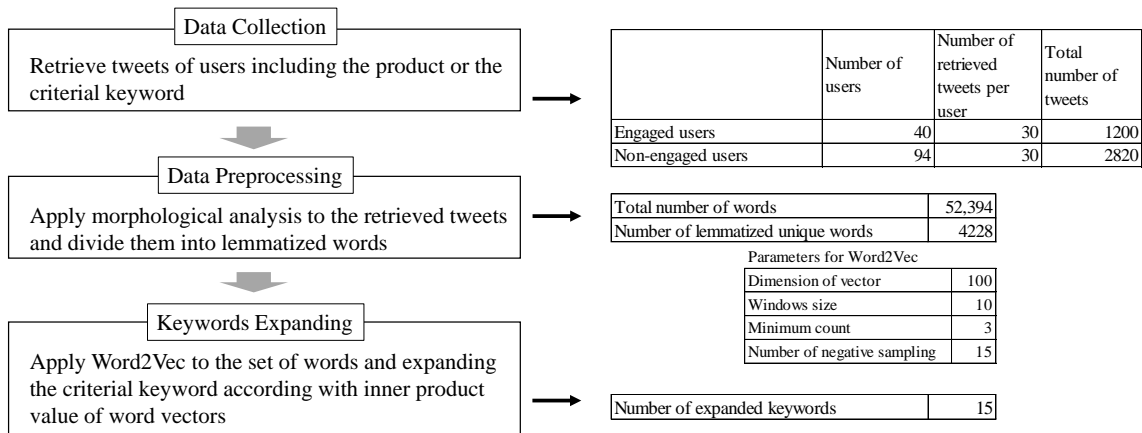 Data Collection
Retrieve tweets of users including the product or the
criterial keyword
Number of
users
Number of
retrieved
tweets per
user
Total
number of
tweets
Engaged users 40 30 1200
Non-engaged users 94 30 2820
Data Preprocessing
Apply morphological analysis to the retrieved tweets
and divide them into lemmatized words
Total number of words 52,394
Number of lemmatized unique words 4228
Parameters for Word2Vec
Dimension of vector 100
Windows size 10
Minimum count 3
Number of negative sampling 15
Keywords Expanding
Apply Word2Vec to the set of words and expanding
the criterial keyword according with inner product
value of word vectors
Number of expanded keywords 15